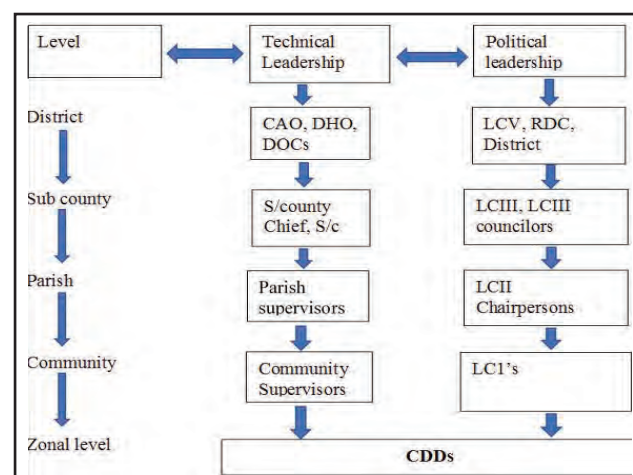 Level
Technical
Leadership
Political
leadership
District
CAO, DHO,
DOCs
LCV, RDC,
District
Sub county
S/county
Chief, S/c
LCIII, LCIII
councilors
Parish
Parish
supervisors
LCII
Chairpersons
Community
Community
Supervisors
LC1's
Zonal level
CDDs